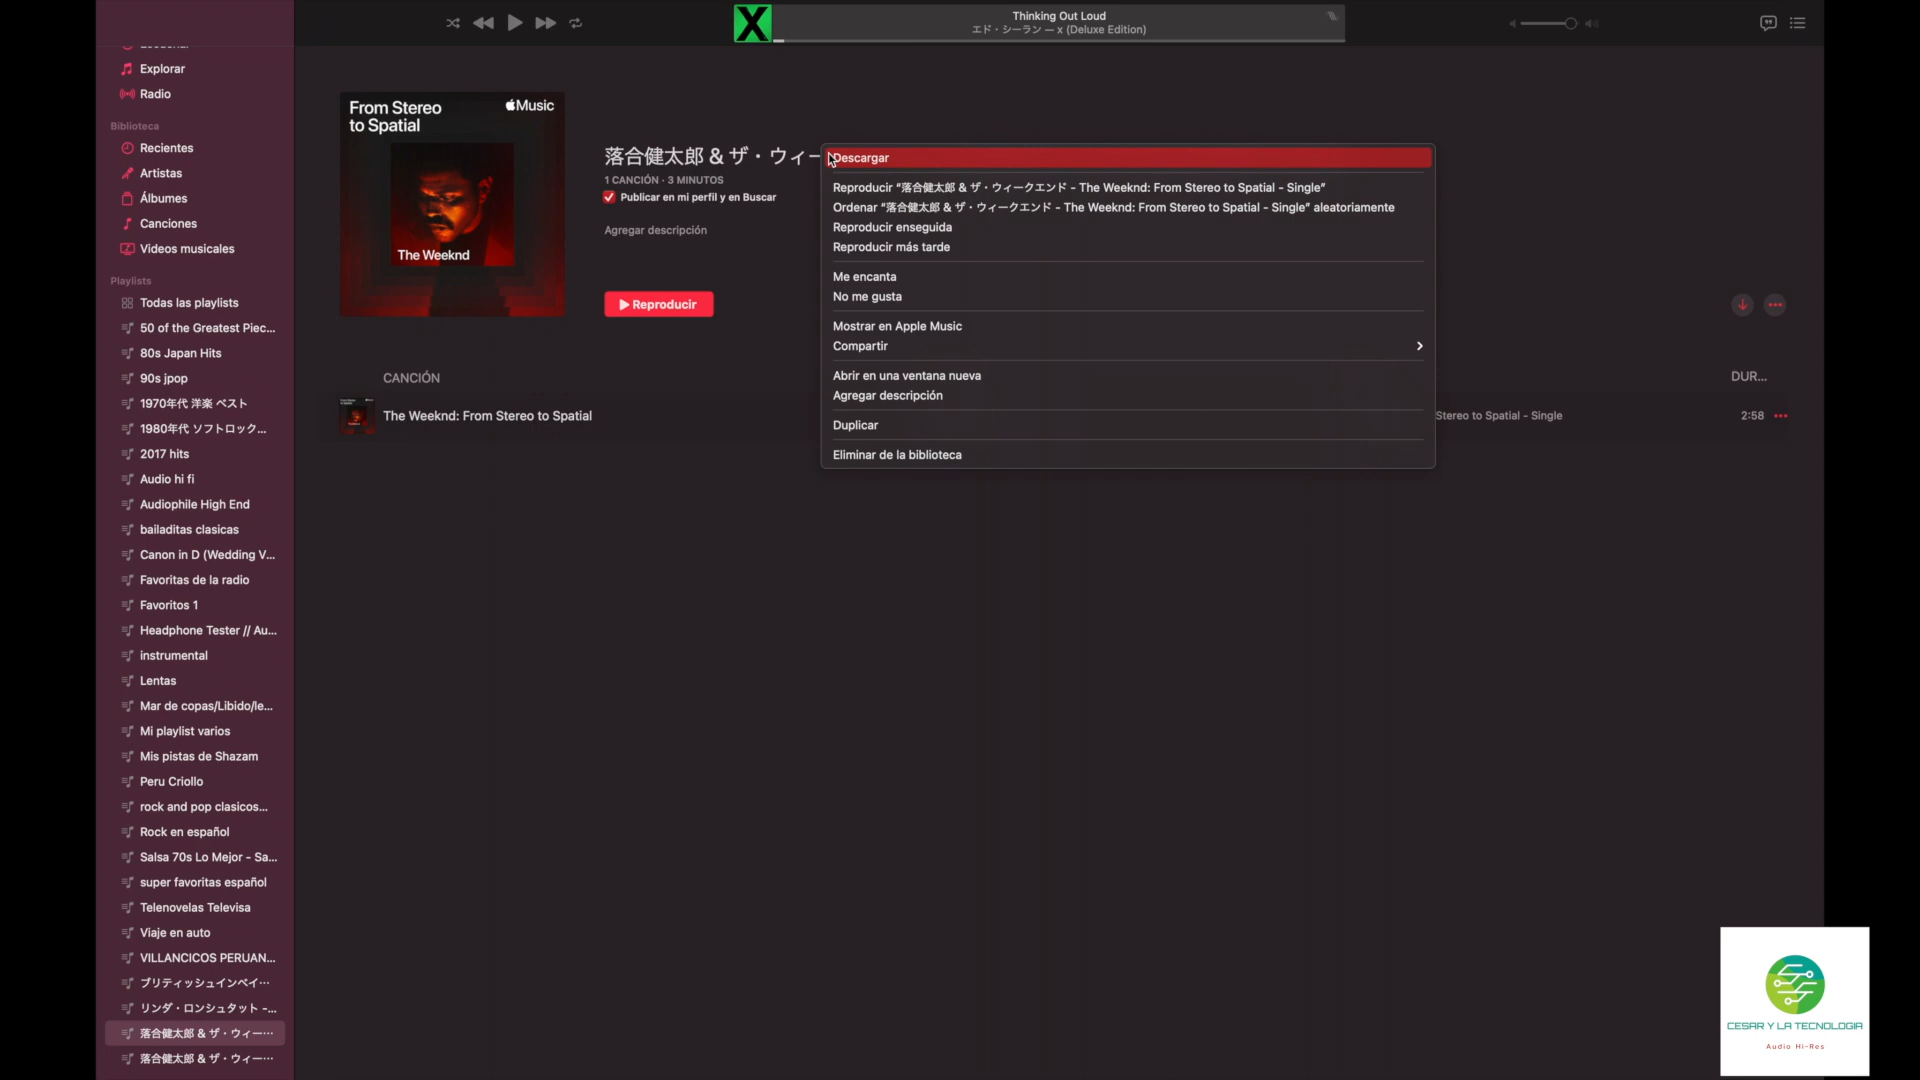 Thinking Out Loud
エド・シーラン — x (Deluxe Edition)
Explorar
Radio
Biblioteca
Recientes
Artistas
Álbumes
Canciones
Videos musicales
Playlists
Todas las playlists
50 of the Greatest Piec...
80s Japan Hits
90s jpop
1970年代 洋楽 ベスト
1980年代 ソフトロック...
2017 hits
Audio hi fi
Audiophile High End
bailaditas clasicas
Canon in D (Wedding V...
Favoritas de la radio
Favoritos 1
Headphone Tester // Au...
instrumental
Lentas
Mar de copas/Libido/le...
Mi playlist varios
Mis pistas de Shazam
Peru Criollo
rock and pop clasicos...
Rock en español
Salsa 70s Lo Mejor - Sa...
super favoritas español
Telenovelas Televisa
Viaje en auto
VILLANCICOS PERUAN...
ブリティッシュインベイ…
リンダ・ロンシュタット -...
落合健太郎 & ザ・ウィー…
落合健太郎 & ザ・ウィー…
From Stereo
to Spatial
Music
The Weeknd
落合健太郎 & ザ・ウィー
1 CANCIÓN · 3 MINUTOS
Publicar en mi perfil y en Buscar
Agregar descripción
Reproducir
CANCIÓN
DUR...
The Weeknd: From Stereo to Spatial
Stereo to Spatial - Single
2:58
Descargar
Reproducir “落合健太郎 & ザ・ウィークエンド - The Weeknd: From Stereo to Spatial - Single”
Ordenar “落合健太郎 & ザ・ウィークエンド - The Weeknd: From Stereo to Spatial - Single” aleatoriamente
Reproducir enseguida
Reproducir más tarde
Me encanta
No me gusta
Mostrar en Apple Music
Compartir
Abrir en una ventana nueva
Agregar descripción
Duplicar
Eliminar de la biblioteca
CESAR Y LA TECNOLOGIA
Audio Hi-Res